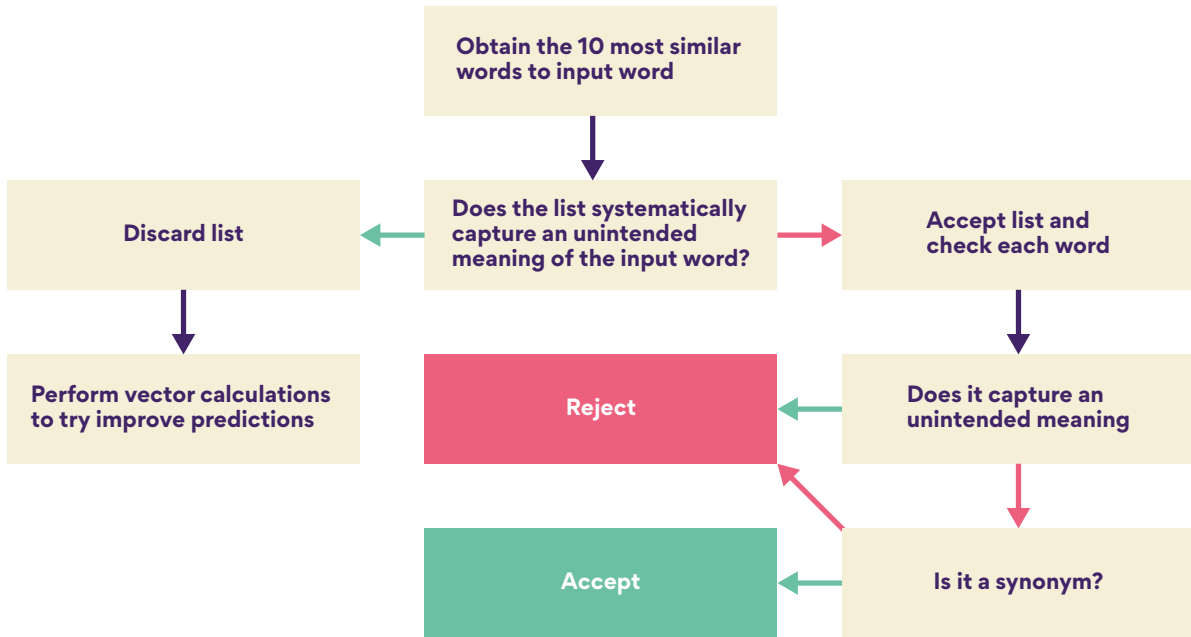 Obtain the 10 most similar
words to input word
Discard list
Does the list systematically
capture an unintended
meaning of the input word?
Accept list and
check each word
Perform vector calculations
to try improve predictions
Reject
Does it capture an
unintended meaning
Accept
Is it a synonym?